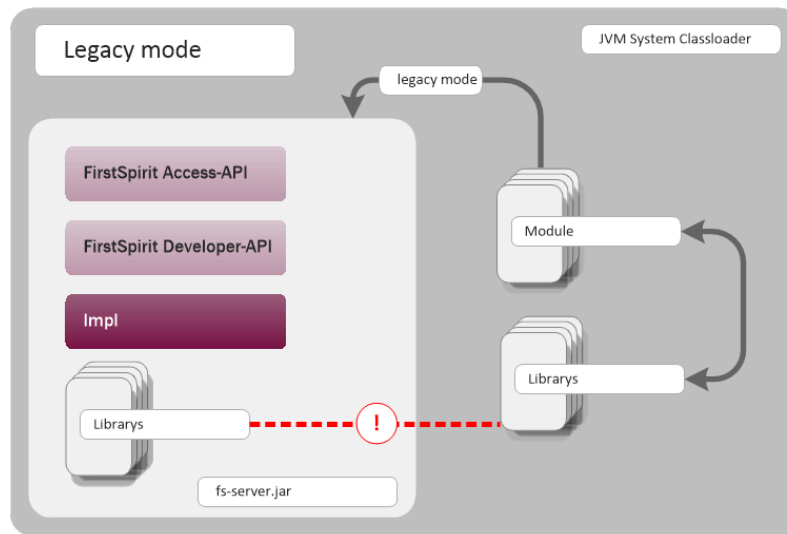 Legacy mode
JVM System Classloader
legacy mode
FirstSpirit Access-API
FirstSpirit Developer-API
Module
Impl
Librarys
Librarys
!
fs-server.jar